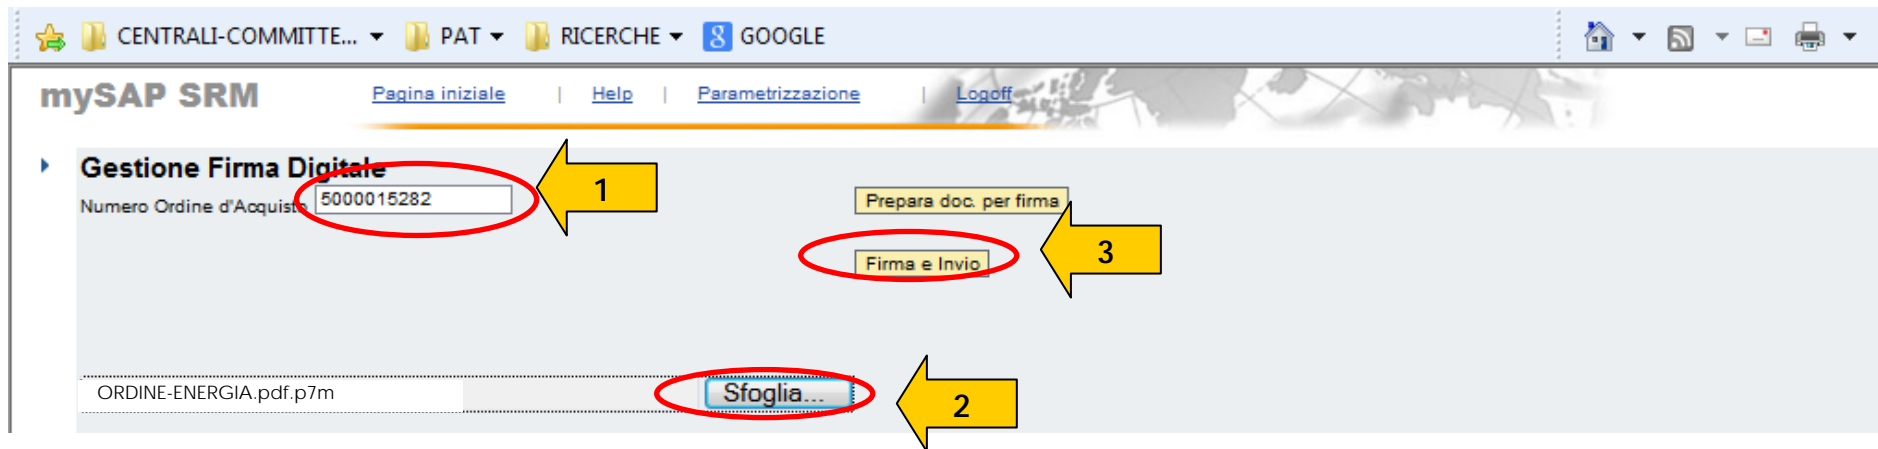 CENTRALI-COMMITTE... PAT RICERCHE 8 GOOGLE
mySAP SRM Pagina iniziale | Help | Parametrizzazione | Logoff
Gestione Firma Digitale
Numero Ordine d'Acquisto 5000015282 1 Prepara doc. per firma
Firma e Invio 3
ORDINE-ENERGIA.pdf.p7m Sfoglia... 2